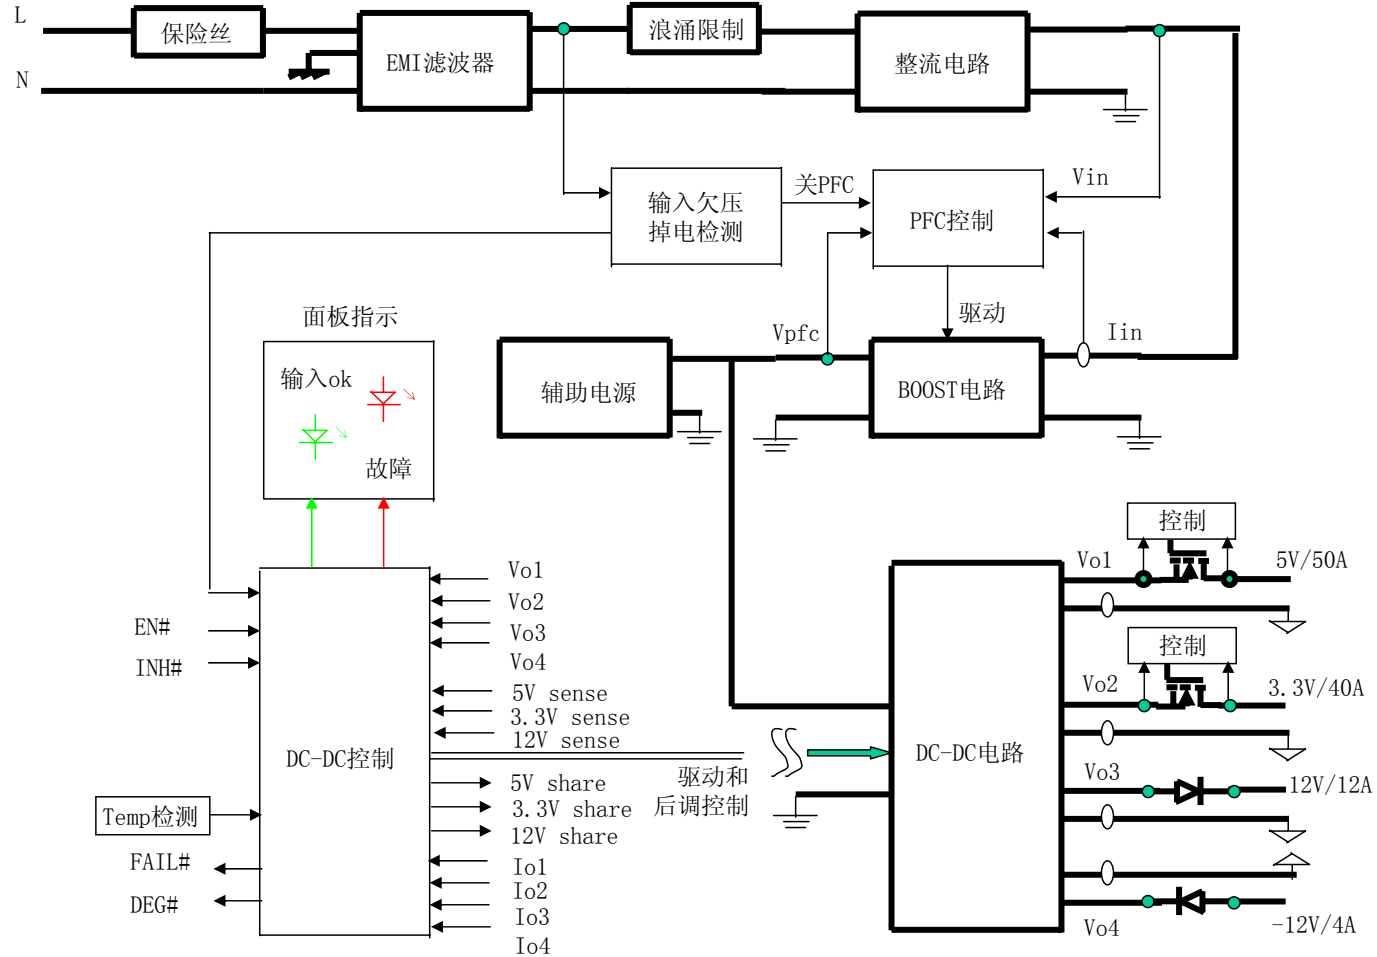 L
保险丝
EMI滤波器
浪涌限制
整流电路
N
输入欠压
掉电检测
关PFC
PFC控制
Vin
驱动
面板指示
Vpfc
Iin
输入ok
辅助电源
BOOST电路
故障
控制
Vo1
5V/50A
Vo1
Vo2
EN#
Vo3
INH#
Vo4
控制
Vo2
3.3V/40A
5V sense
3.3V sense
12V sense
DC-DC控制
DC-DC电路
驱动和
后调控制
Vo3
12V/12A
5V share
3.3V share
12V share
Temp检测
FAIL#
DEG#
Io1
Io2
Io3
Io4
Vo4
-12V/4A